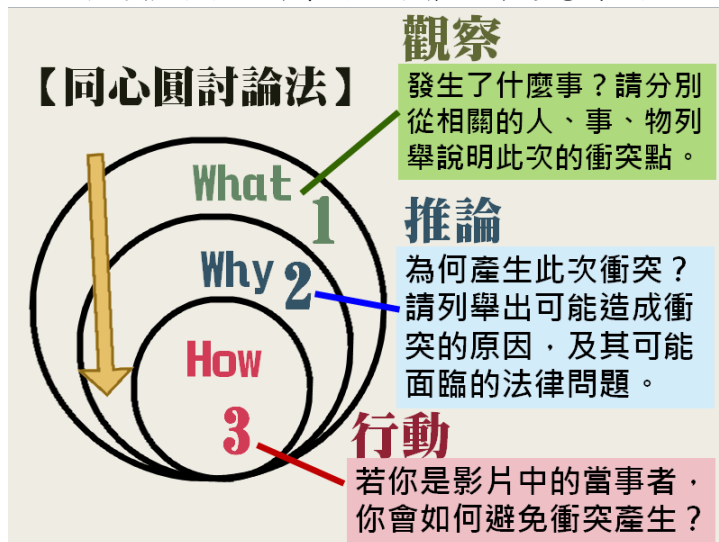 【同心圓討論法】
What
1
Why
2
How
3
觀察
發生了什麼事？請分別
從相關的人、事、物列
舉說明此次的衝突點。
推論
為何產生此次衝突？
請列舉出可能造成衝
突的原因，及其可能
面臨的法律問題。
行動
若你是影片中的當事者，
你會如何避免衝突產生？